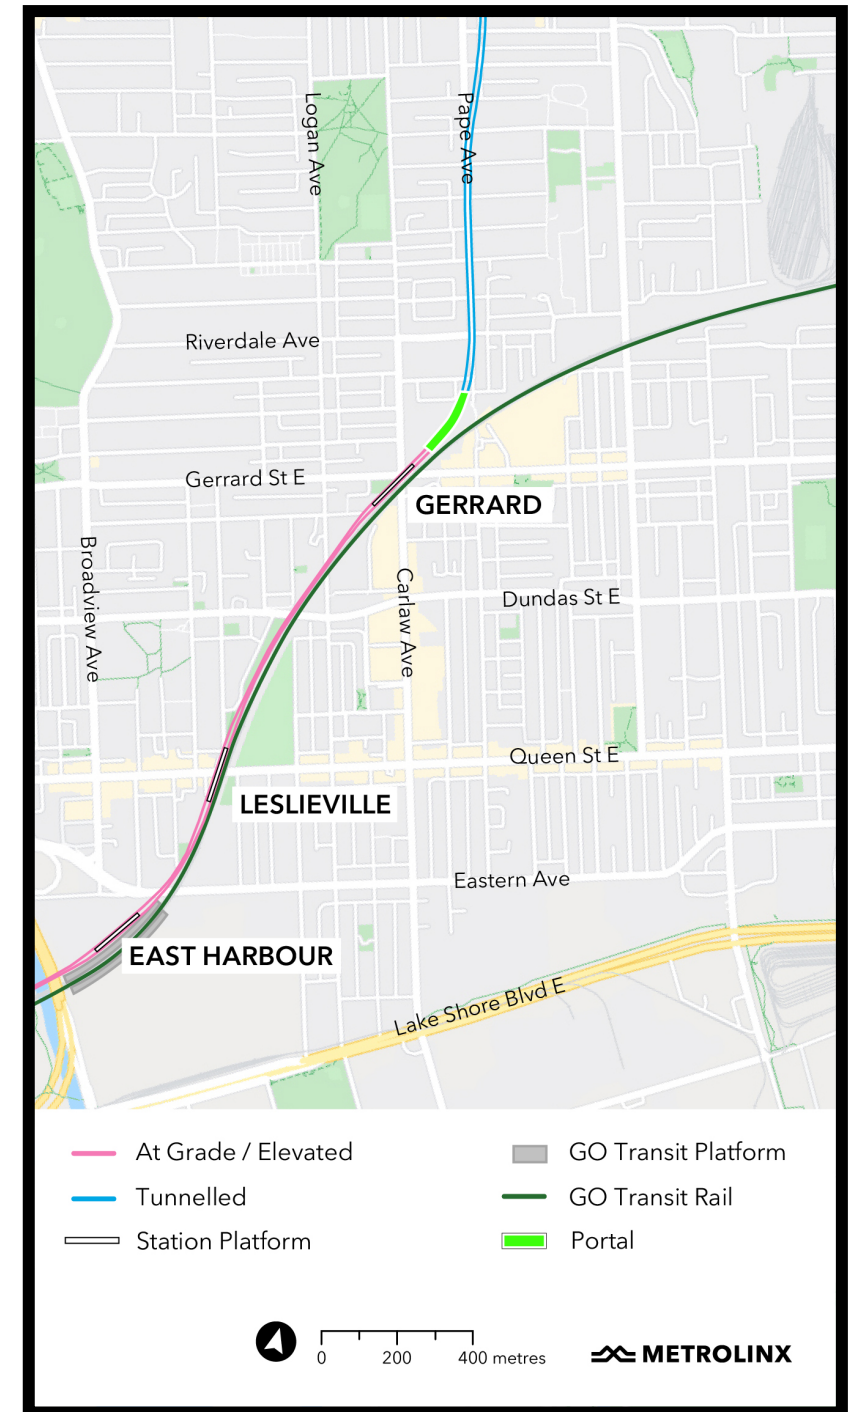 Logan Ave
Pape Ave
Riverdale Ave
Gerrard St E
GERRARD
Broadview Ave
Carlaw Ave
Dundas St E
Queen St E
LESLIEVILLE
Eastern Ave
EAST HARBOUR
Lake Shore Blvd E
At Grade / Elevated
GO Transit Platform
Tunnelled
GO Transit Rail
Station Platform
Portal
0 200 400 metres
METROLINX